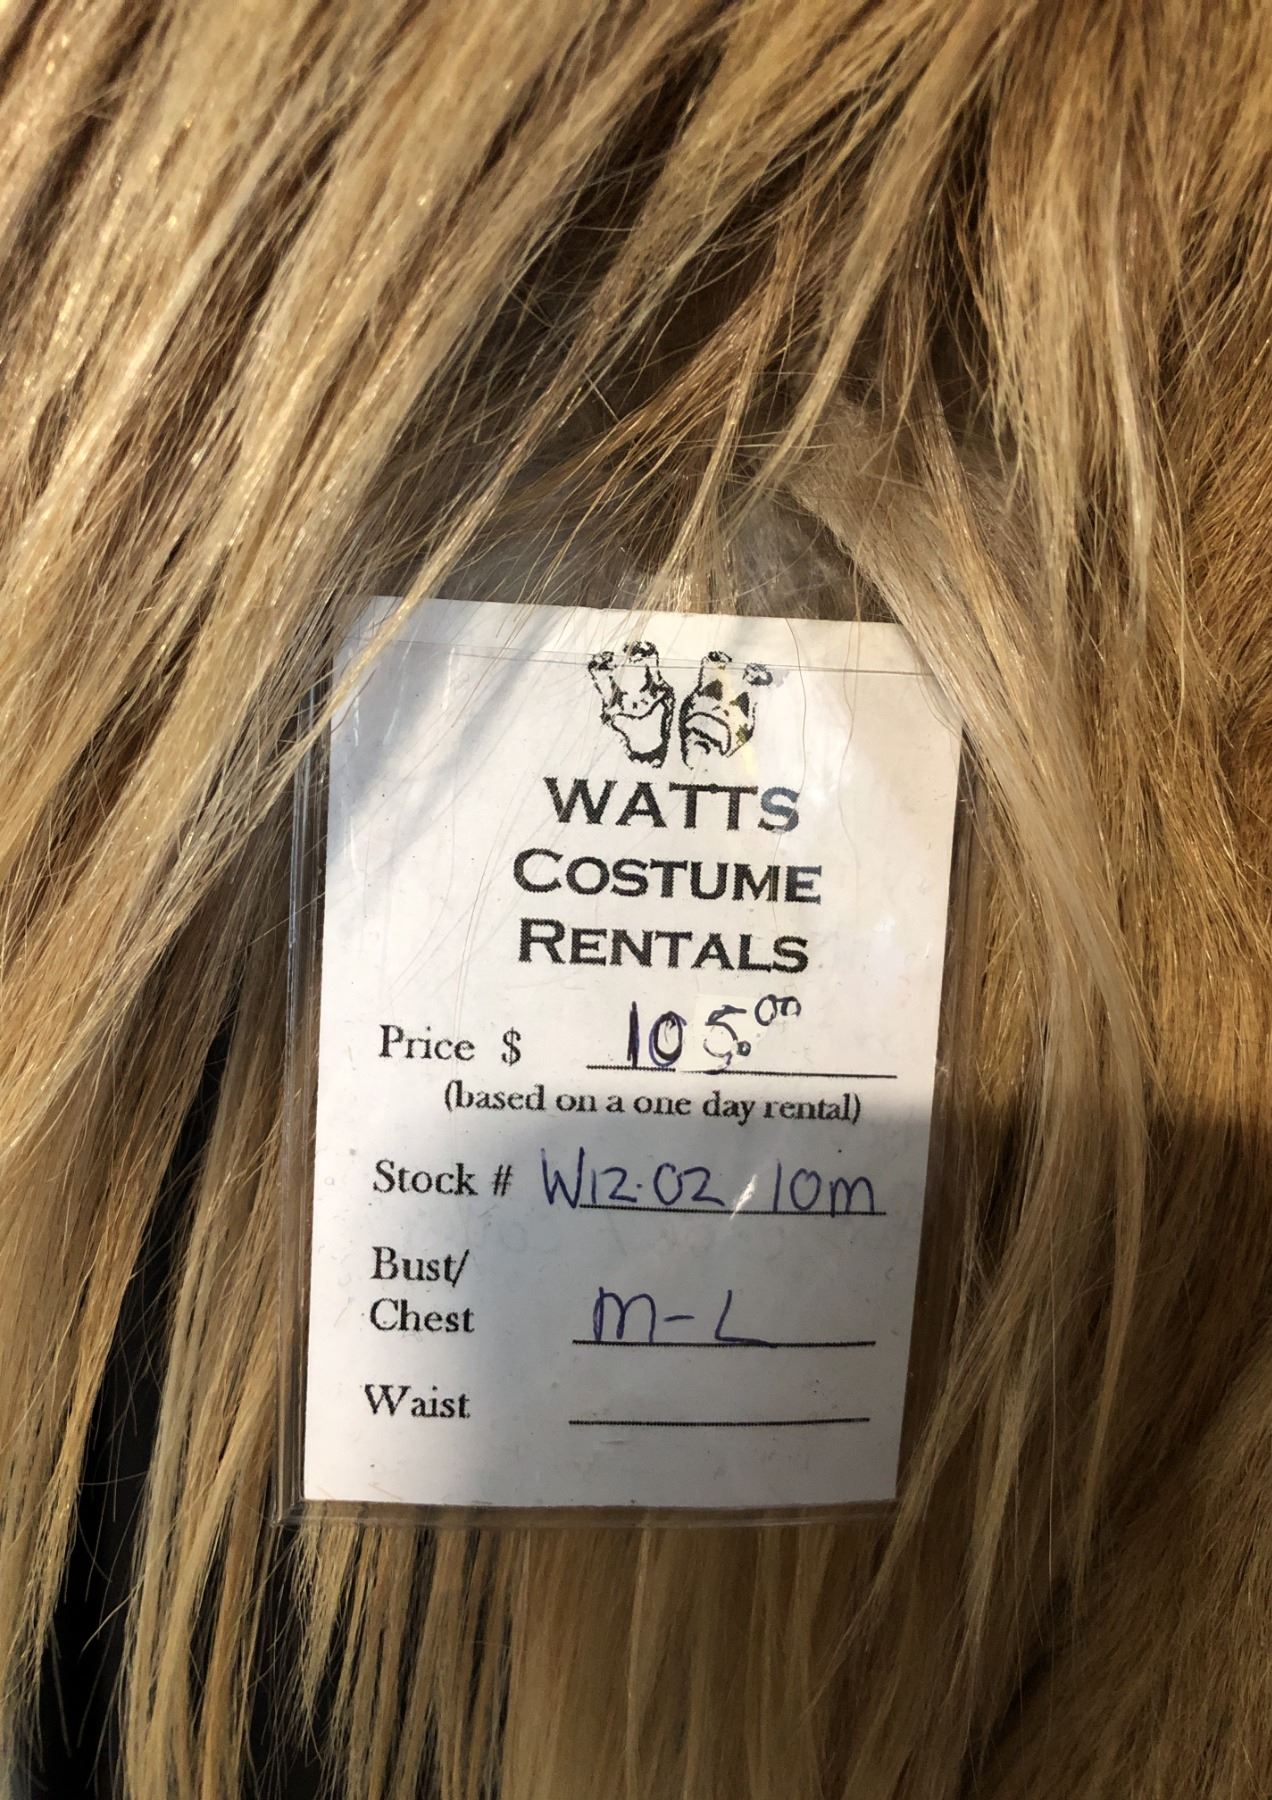 WATTS
COSTUME
RENTALS
Price $ 105.00
(based on a one day rental)
Stock # W12.02.10m
Bust/
Chest M-L
Waist